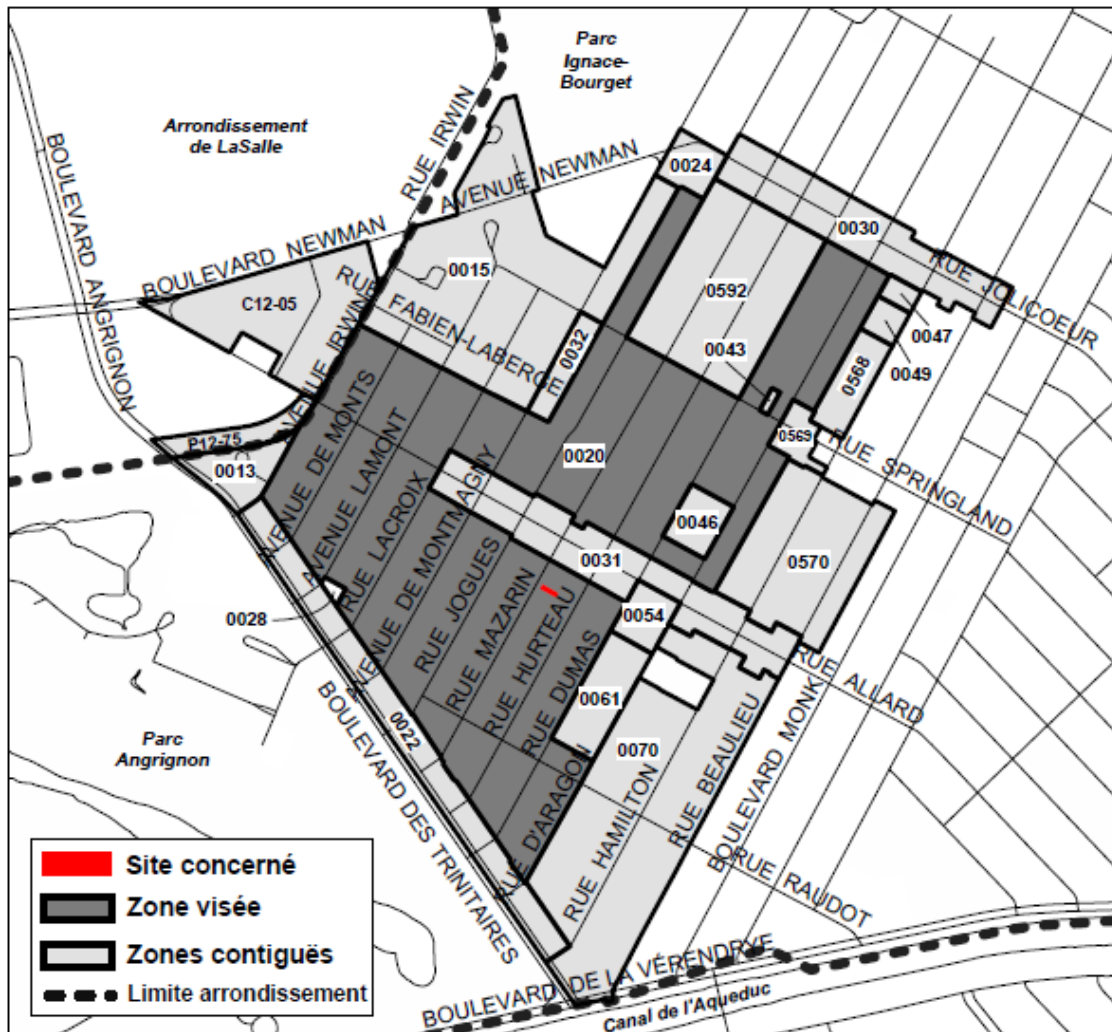 Parc
Ignace-
Bourget
Arrondissement
de LaSalle
RUE IRWIN
AVENUE NEWMAN
BOULEVARD NEWMAN
BOULEVARD ANGRIGNON
0024
0030
RUE JOLICOEUR
C12-05
0015
RUE FABIEN-LABERGE
AVENUE IRWIN
AVENUE IRWIN
0032
0592
0043
0047
0049
0568
0569
RUE SPRINGLAND
P12-75
0013
AVENUE DE MONTS
AVENUE LAMONT
RUE LACROIX
AVENUE DE MONTMAGNY
RUE JOGUES
RUE MAZARIN
RUE HURTEAU
RUE DUMAS
RUE D'ARAGON
RUE HAMILTON
RUE BEAULIEU
BOULEVARD MONK
0020
0046
0031
0570
0054
RUE ALLARD
0028
0061
0022
0070
BOULEVARD DES TRINITAIRES
Parc
Angrignon
RUE RAUDOT
BOULEVARD DE LA VÉRENDRYE
Canal de l'Aqueduc
Site concerné
Zone visée
Zones contiguës
Limite arrondissement